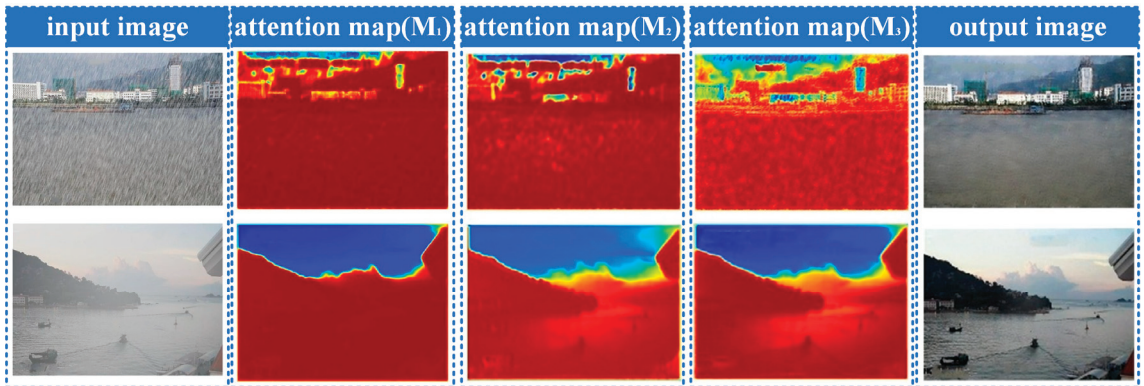 input image
attention map(M₁)
attention map(M₂)
attention map(M₃)
output image